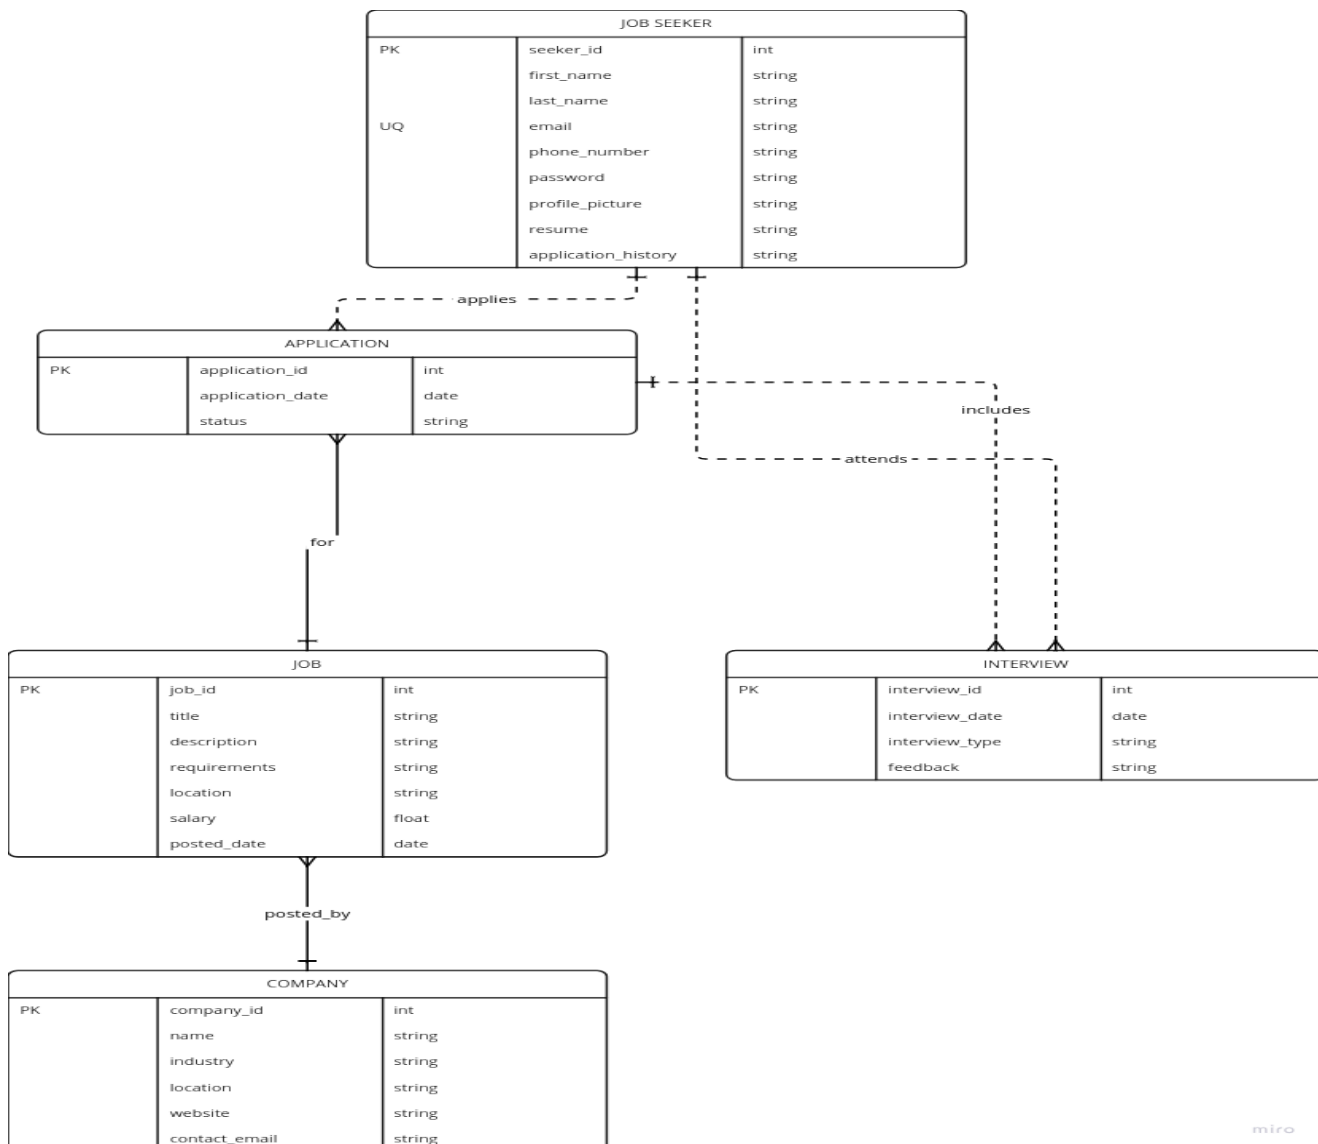 JOB SEEKER
PK seeker_id int
first_name string
last_name string
UQ email string
phone_number string
password string
profile_picture string
resume string
application_history string
applies
APPLICATION
PK application_id int
application_date date
status string
includes
attends
for
JOB
PK job_id int
title string
description string
requirements string
location string
salary float
posted_date date
INTERVIEW
PK interview_id int
interview_date date
interview_type string
feedback string
posted_by
COMPANY
PK company_id int
name string
industry string
location string
website string
contact_email string
miro